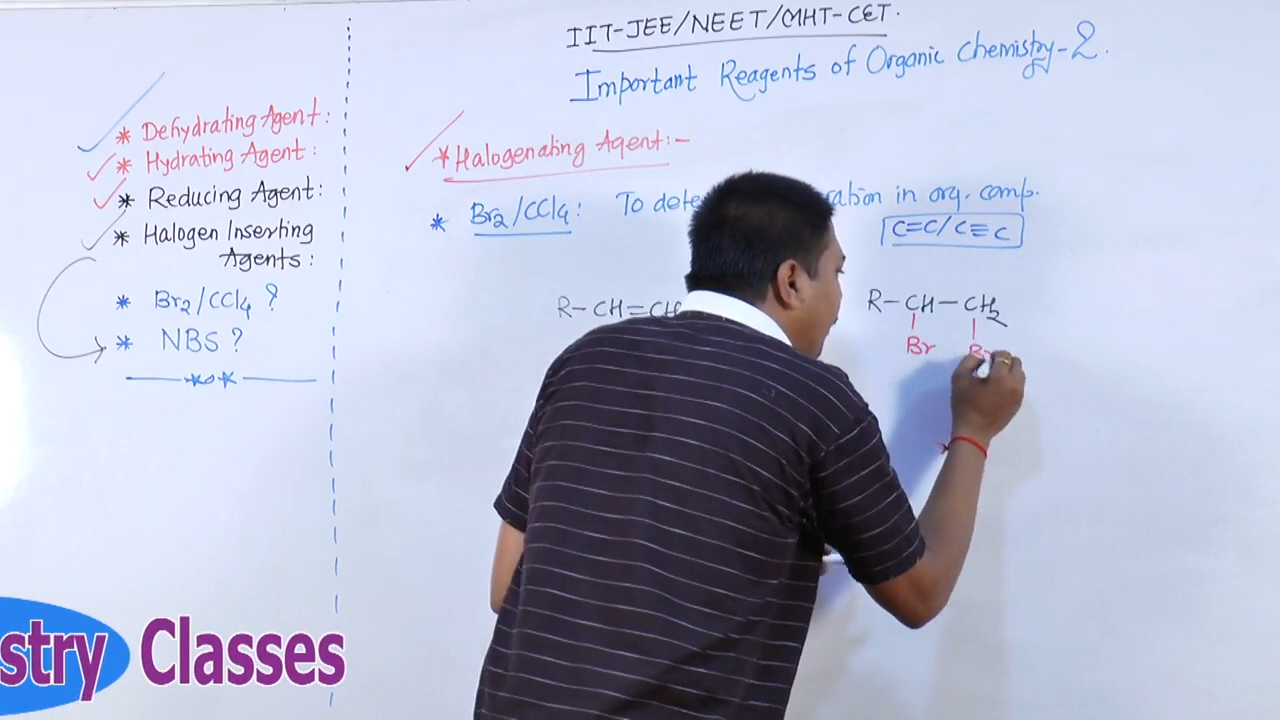 IIT-JEE/NEET/MHT-CET.
Important Reagents of Organic Chemistry-2.
* Dehydrating Agent:
* Hydrating Agent:
* Reducing Agent:
* Halogen Inserting
Agents:
* Br2/CCl4 ?
* NBS ?
* Halogenating Agent:-
* Br2/CCl4: To dete ration in org. comp.
C=C/C≡C
R-CH=CH
R-CH-CH2
Br Br
stry Classes